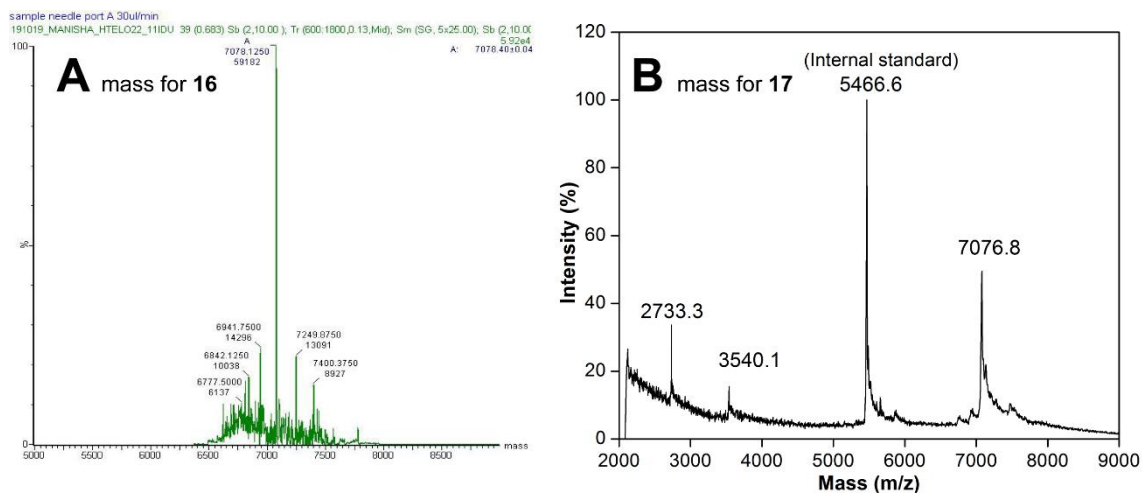 sample needle port A 30ul/min
191019_MANISHA_HTELO22_11IDU 39 (0.683) Sb (2,10.00 ); Tr (600:1800,0.13,Mid); Sm (SG, 5x25.00); Sb (2,10.00
5.92e4
A: 7078.40±0.04
100
A
7078.1250
59182
A mass for 16
%
6941.7500
14296
6842.1250
10038
6777.5000
6137
7249.8750
13091
7400.3750
8927
0
5000 5500 6000 6500 7000 7500 8000 8500
mass
B mass for 17
(Internal standard)
5466.6
7076.8
2733.3
3540.1
Intensity (%)
120
100
80
60
40
20
0
2000 3000 4000 5000 6000 7000 8000 9000
Mass (m/z)